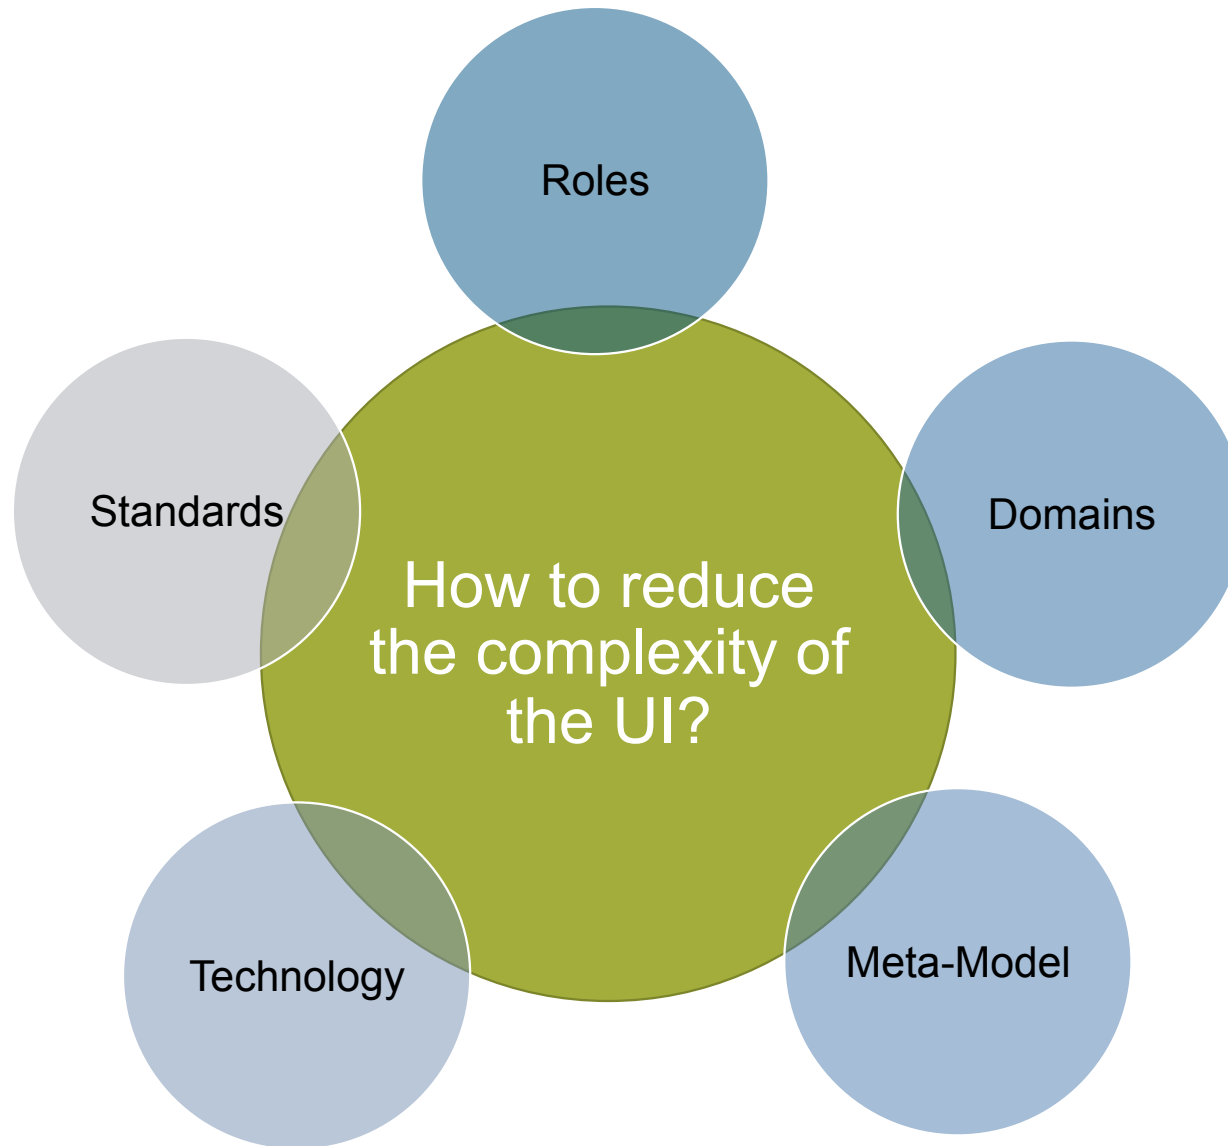 Roles
Standards
Domains
How to reduce
the complexity of
the UI?
Technology
Meta-Model